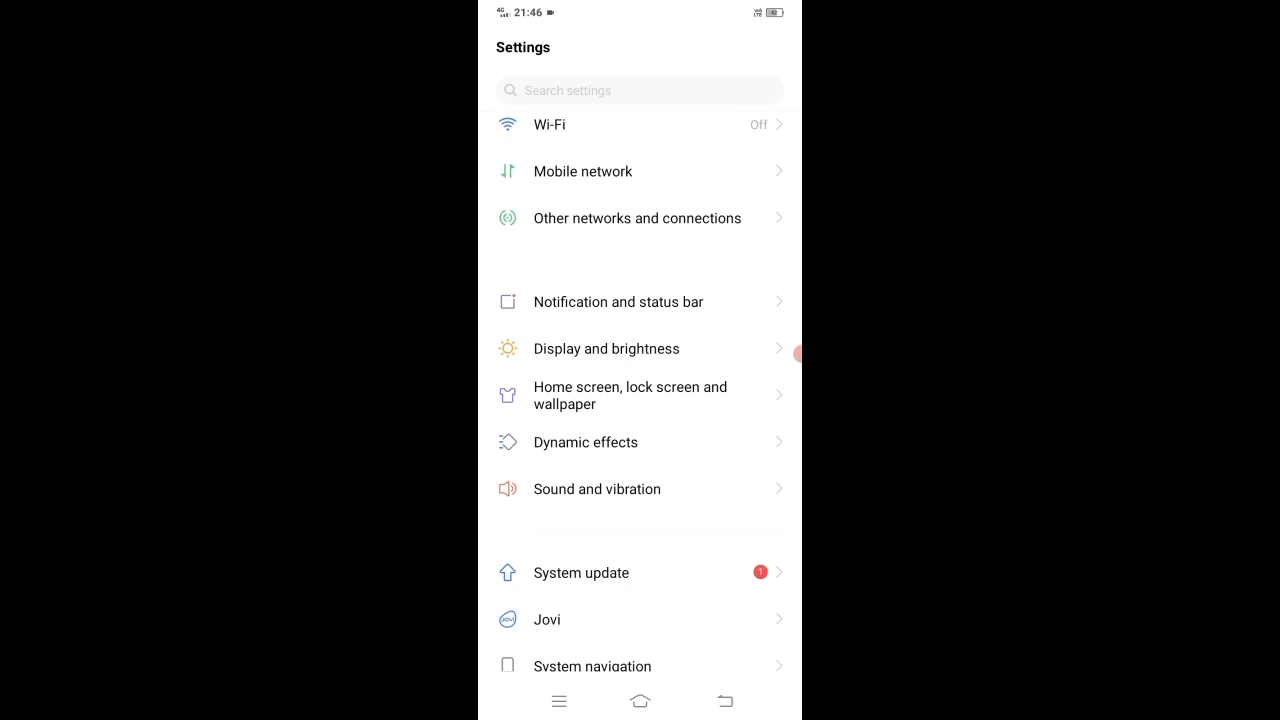 4G 21:46
Settings
Search settings
Wi-Fi Off
Mobile network
Other networks and connections
Notification and status bar
Display and brightness
Home screen, lock screen and
wallpaper
Dynamic effects
Sound and vibration
System update 1
Jovi
System navigation